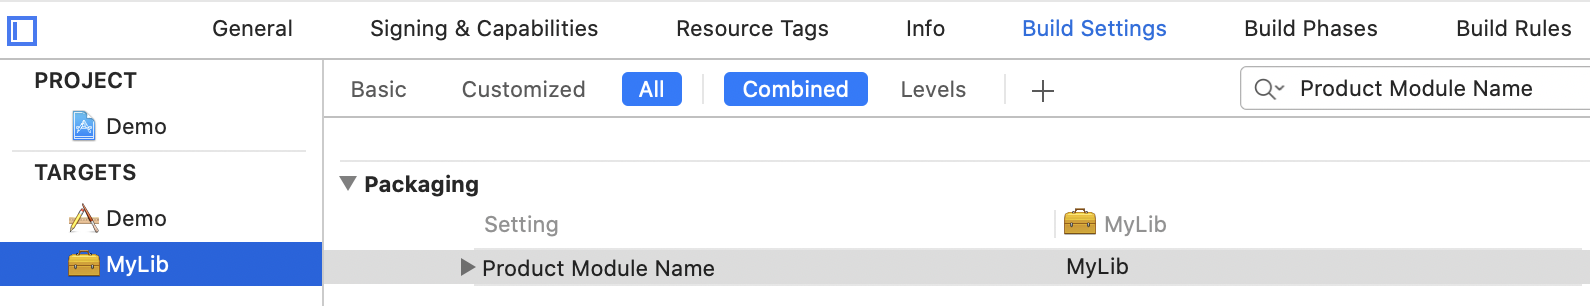 General Signing & Capabilities Resource Tags Info Build Settings Build Phases Build Rules
PROJECT
Basic Customized All Combined Levels Product Module Name
Demo
TARGETS
Packaging
Demo
Setting MyLib
MyLib
Product Module Name MyLib